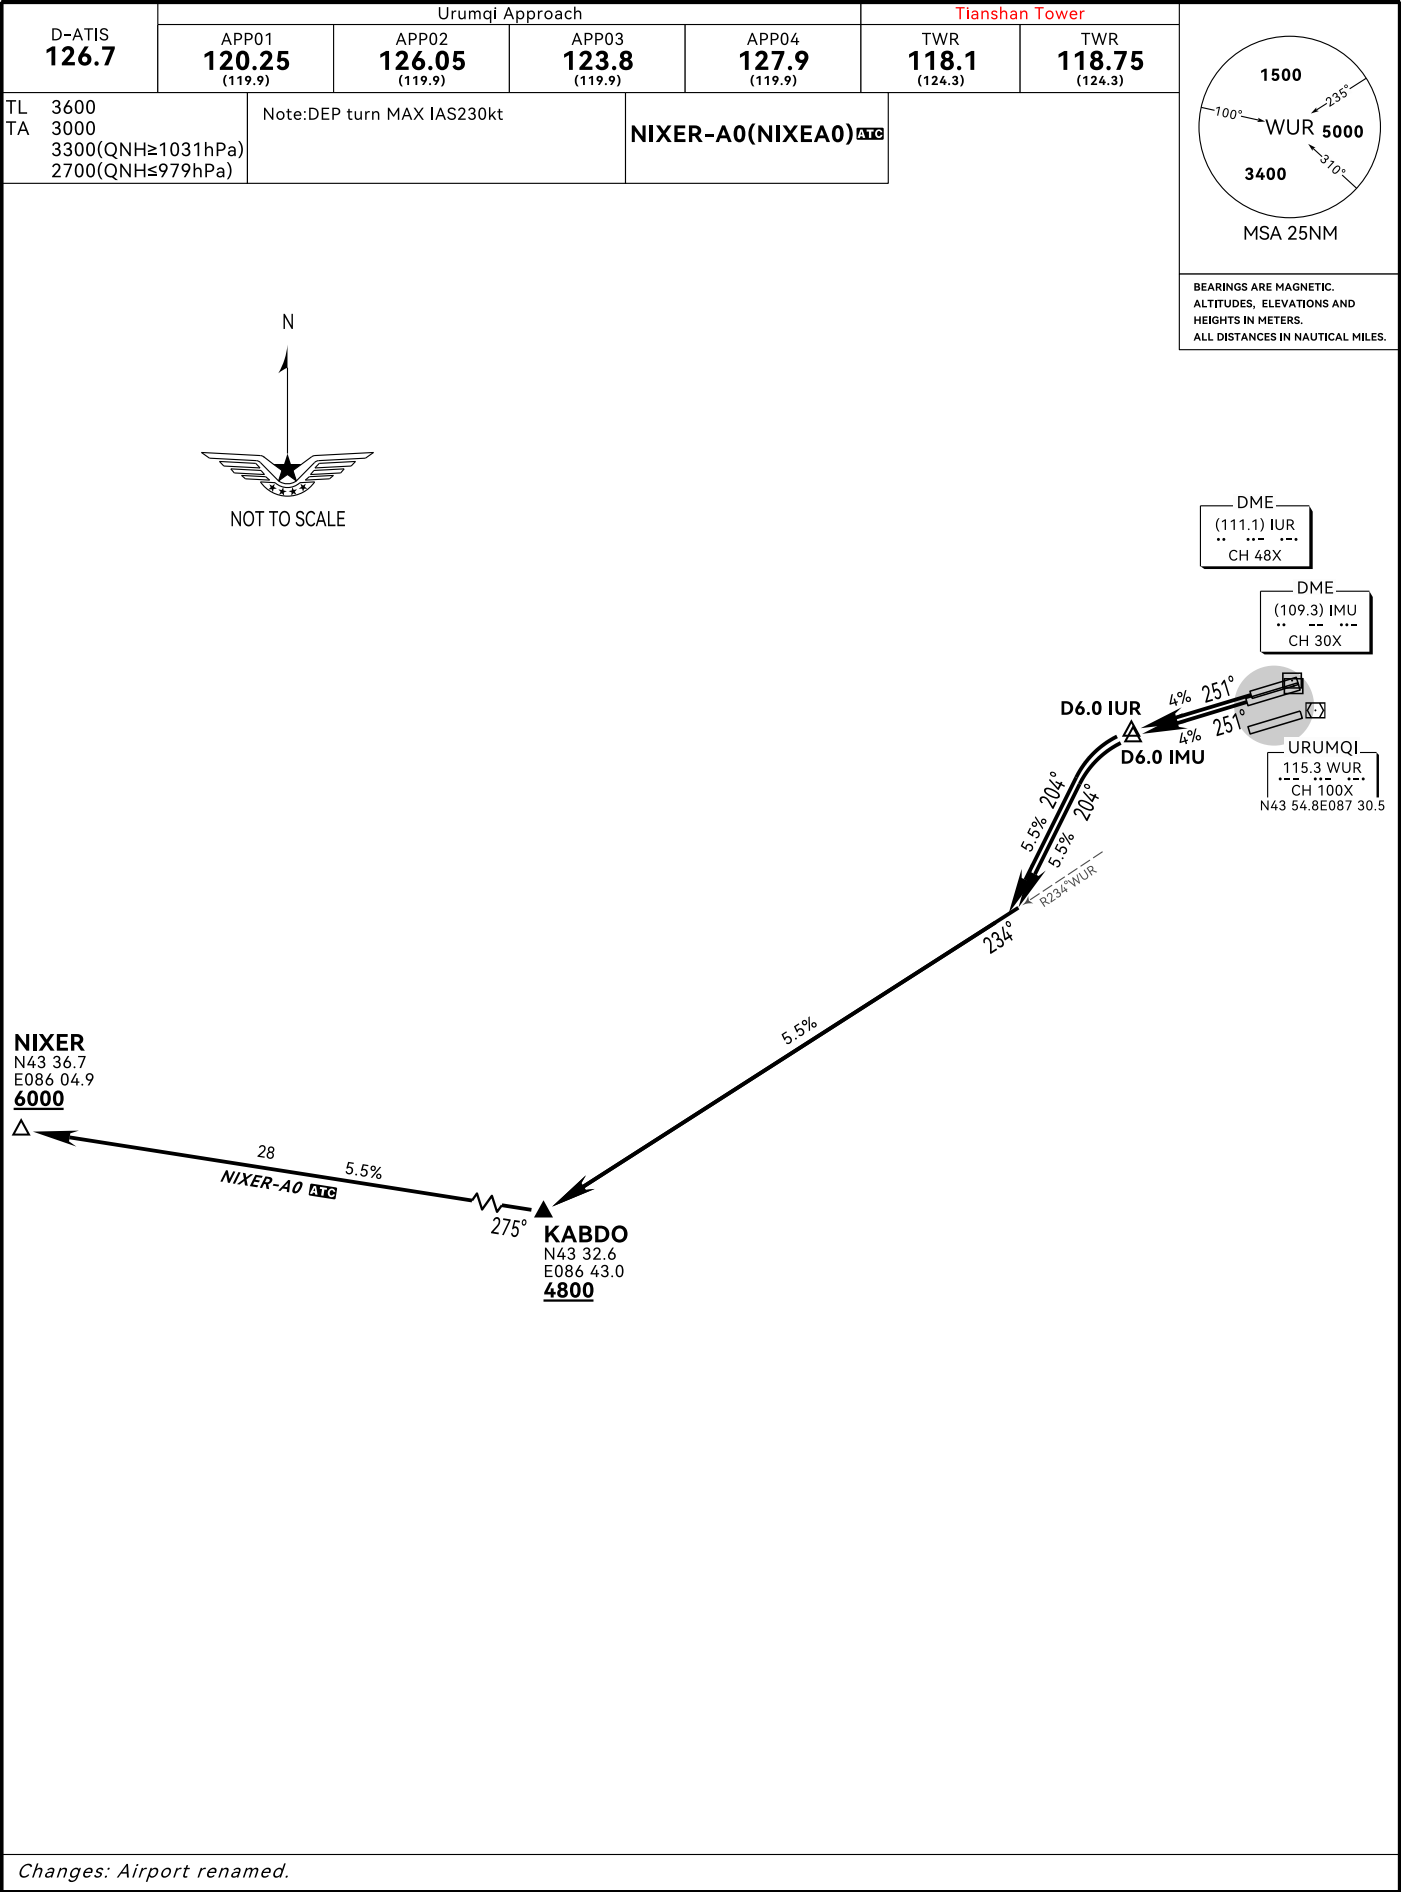 D-ATIS
126.7
Urumqi Approach
APP01
120.25
(119.9)
APP02
126.05
(119.9)
APP03
123.8
(119.9)
APP04
127.9
(119.9)
Tianshan Tower
TWR
118.1
(124.3)
TWR
118.75
(124.3)
TL 3600
TA 3000
3300(QNH≥1031hPa)
2700(QNH≤979hPa)
Note:DEP turn MAX IAS230kt
NIXER-A0(NIXEA0) ATC
1500
235°
100°
WUR 5000
3400
310°
MSA 25NM
BEARINGS ARE MAGNETIC.
ALTITUDES, ELEVATIONS AND
HEIGHTS IN METERS.
ALL DISTANCES IN NAUTICAL MILES.
N
NOT TO SCALE
DME
(111.1) IUR
CH 48X
DME
(109.3) IMU
CH 30X
4% 251°
4% 251°
D6.0 IUR
D6.0 IMU
URUMQI
115.3 WUR
CH 100X
N43 54.8E087 30.5
5.5% 204°
5.5% 204°
R234°WUR
234°
5.5%
NIXER
N43 36.7
E086 04.9
6000
28
5.5%
NIXER-A0 ATC
275°
KABDO
N43 32.6
E086 43.0
4800
Changes: Airport renamed.